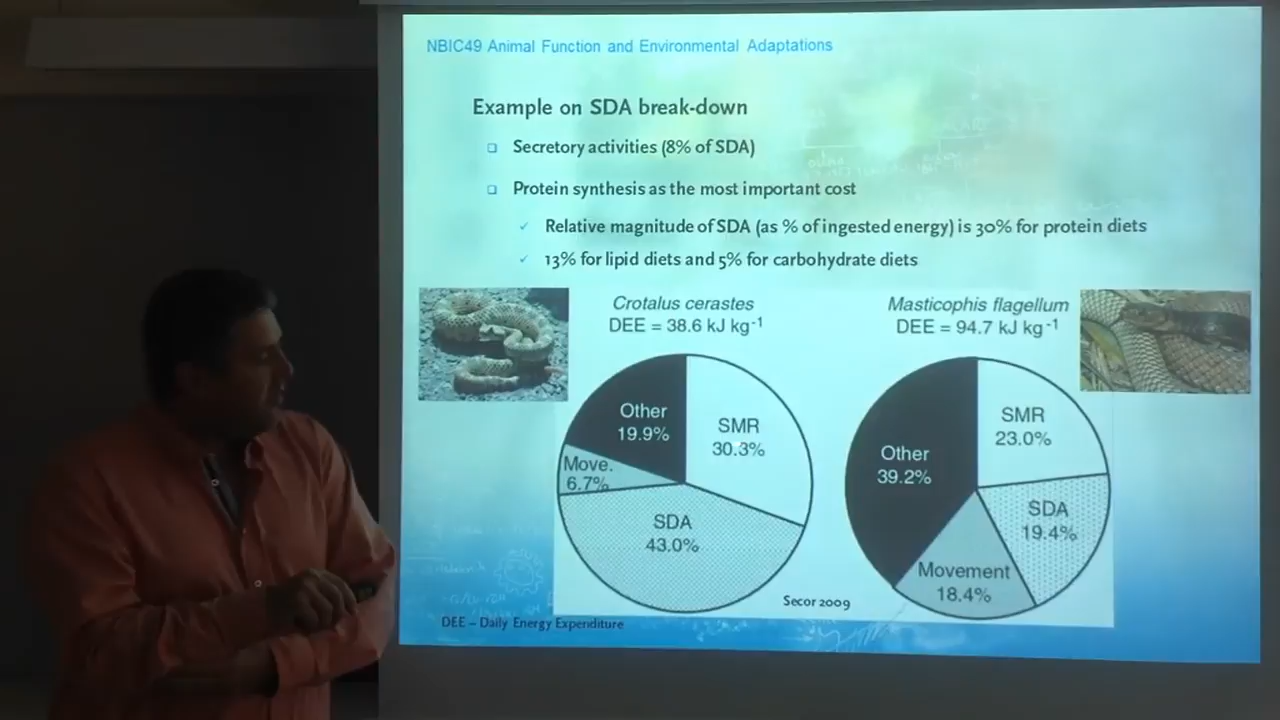 NBIC49 Animal Function and Environmental Adaptations
Example on SDA break-down
Secretory activities (8% of SDA)
Protein synthesis as the most important cost
Relative magnitude of SDA (as % of ingested energy) is 30% for protein diets
13% for lipid diets and 5% for carbohydrate diets
Crotalus cerastes
DEE = 38.6 kJ kg-1
Other
19.9%
SMR
30.3%
Move.
6.7%
SDA
43.0%
Masticophis flagellum
DEE = 94.7 kJ kg-1
SMR
23.0%
Other
39.2%
SDA
19.4%
Movement
18.4%
Secor 2009
DEE – Daily Energy Expenditure